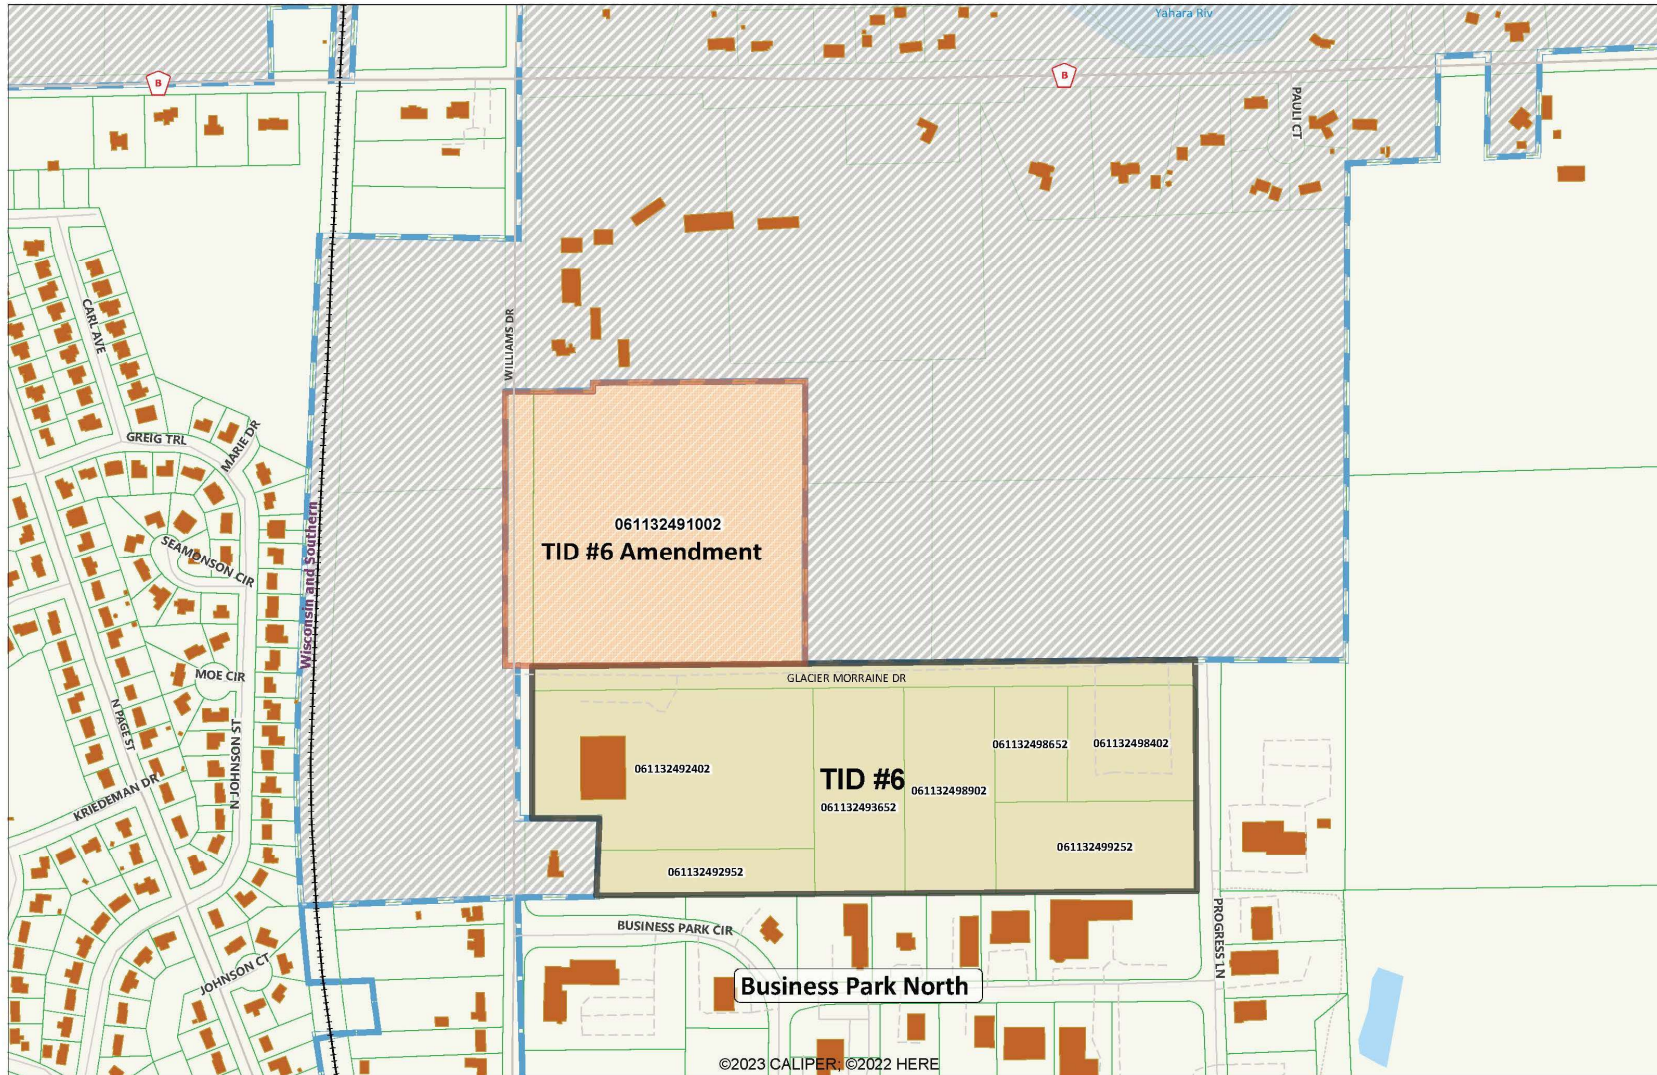 Yahara Riv
B
B
PAULI CT
CARL AVE
WILLIAMS DR
GREIG TRL
MARIE DR
061132491002
TID #6 Amendment
SEAMONSON CIR
Wisconsin and Southern
MOE CIR
GLACIER MORRAINE DR
N PAGE ST
N JOHNSON ST
061132498652
061132498402
061132492402
TID #6
061132498902
061132493652
KRIEDEMAN DR
061132499252
061132492952
BUSINESS PARK CIR
PROGRESS LN
JOHNSON CT
Business Park North
©2023 CALIPER; ©2022 HERE